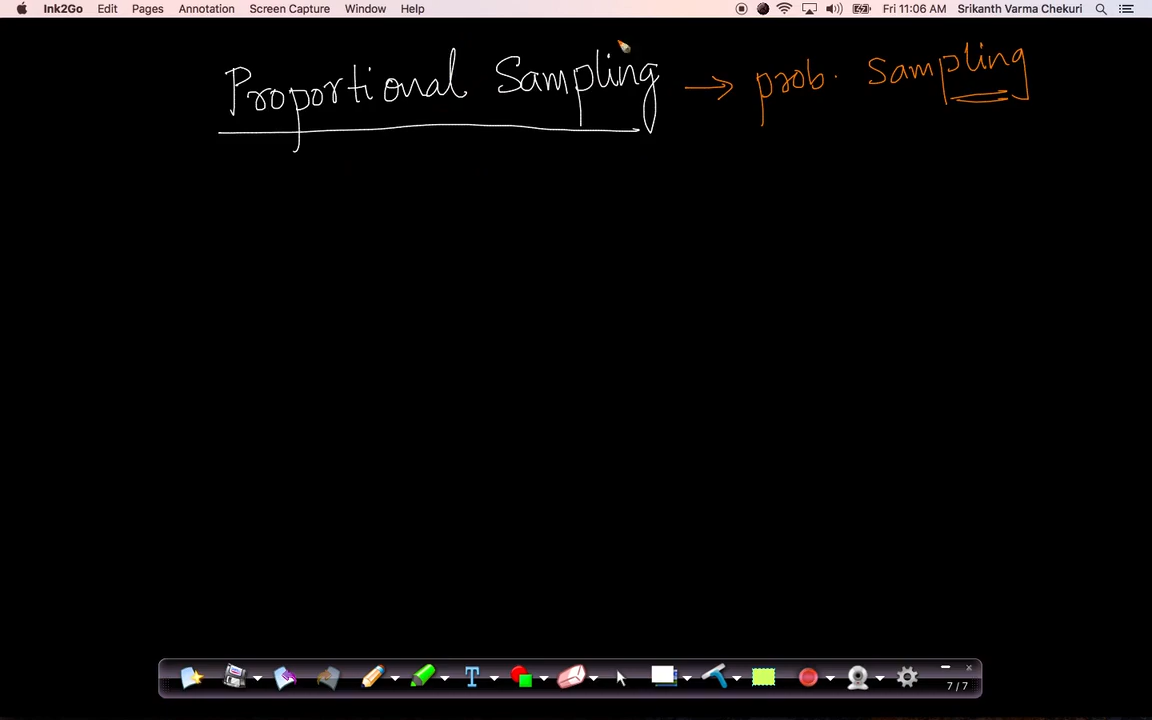 Ink2Go Edit Pages Annotation Screen Capture Window Help Fri 11:06 AM Srikanth Varma Chekuri
Proportional Sampling → prob. Sampling
T
7/7